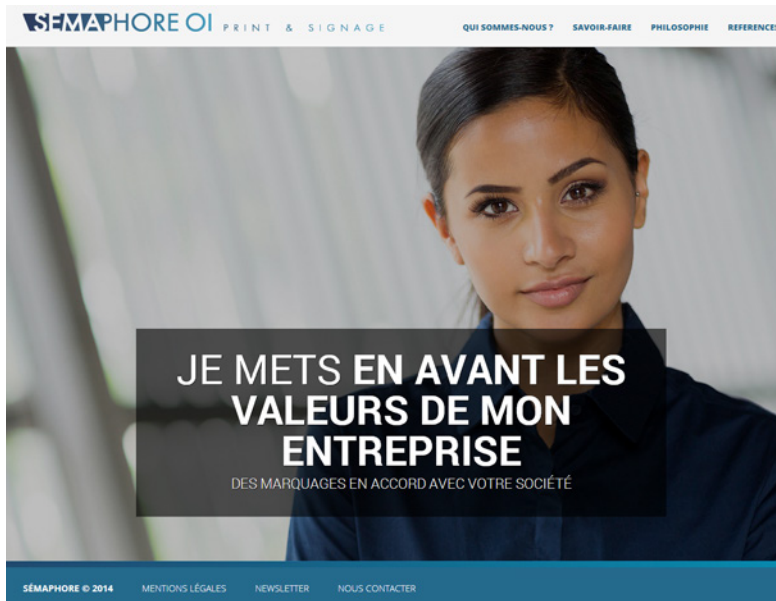 SEMAPHORE OI PRINT & SIGNAGE
QUI SOMMES-NOUS ? SAVOIR-FAIRE PHILOSOPHIE REFERENCES
JE METS EN AVANT LES
VALEURS DE MON
ENTREPRISE
DES MARQUAGES EN ACCORD AVEC VOTRE SOCIÉTÉ
SÉMAPHORE © 2014 MENTIONS LÉGALES NEWSLETTER NOUS CONTACTER